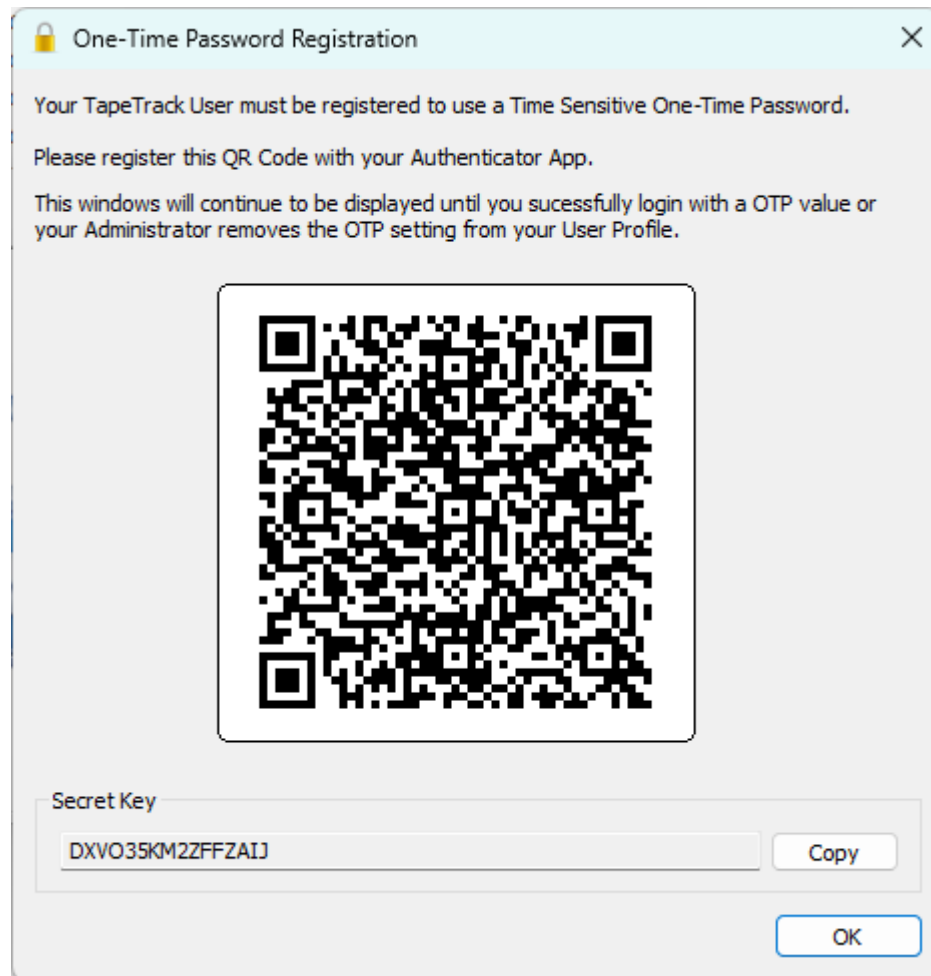 One-Time Password Registration
Your TapeTrack User must be registered to use a Time Sensitive One-Time Password.
Please register this QR Code with your Authenticator App.
This windows will continue to be displayed until you sucessfully login with a OTP value or
your Administrator removes the OTP setting from your User Profile.
Secret Key
DXVO35KM2ZFFZAIJ
Copy
OK